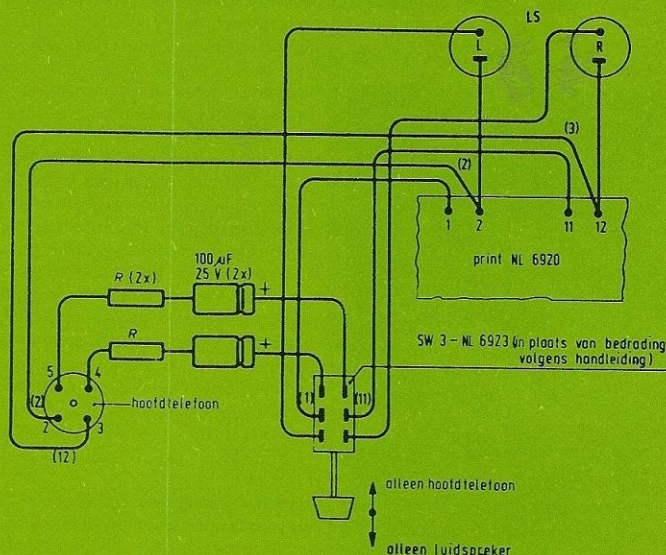 LS
L
R
(3)
(2)
1
2
11
12
print NL 6920
100 µF
25 V (2x)
R (2x)
+
R
+
SW 3 - NL 6923 (in plaats van bedrading
volgens handleiding)
5
4
(2)
2
3
hoofdtelefoon
(1)
(11)
(12)
alleen hoofdtelefoon
alleen luidspreker